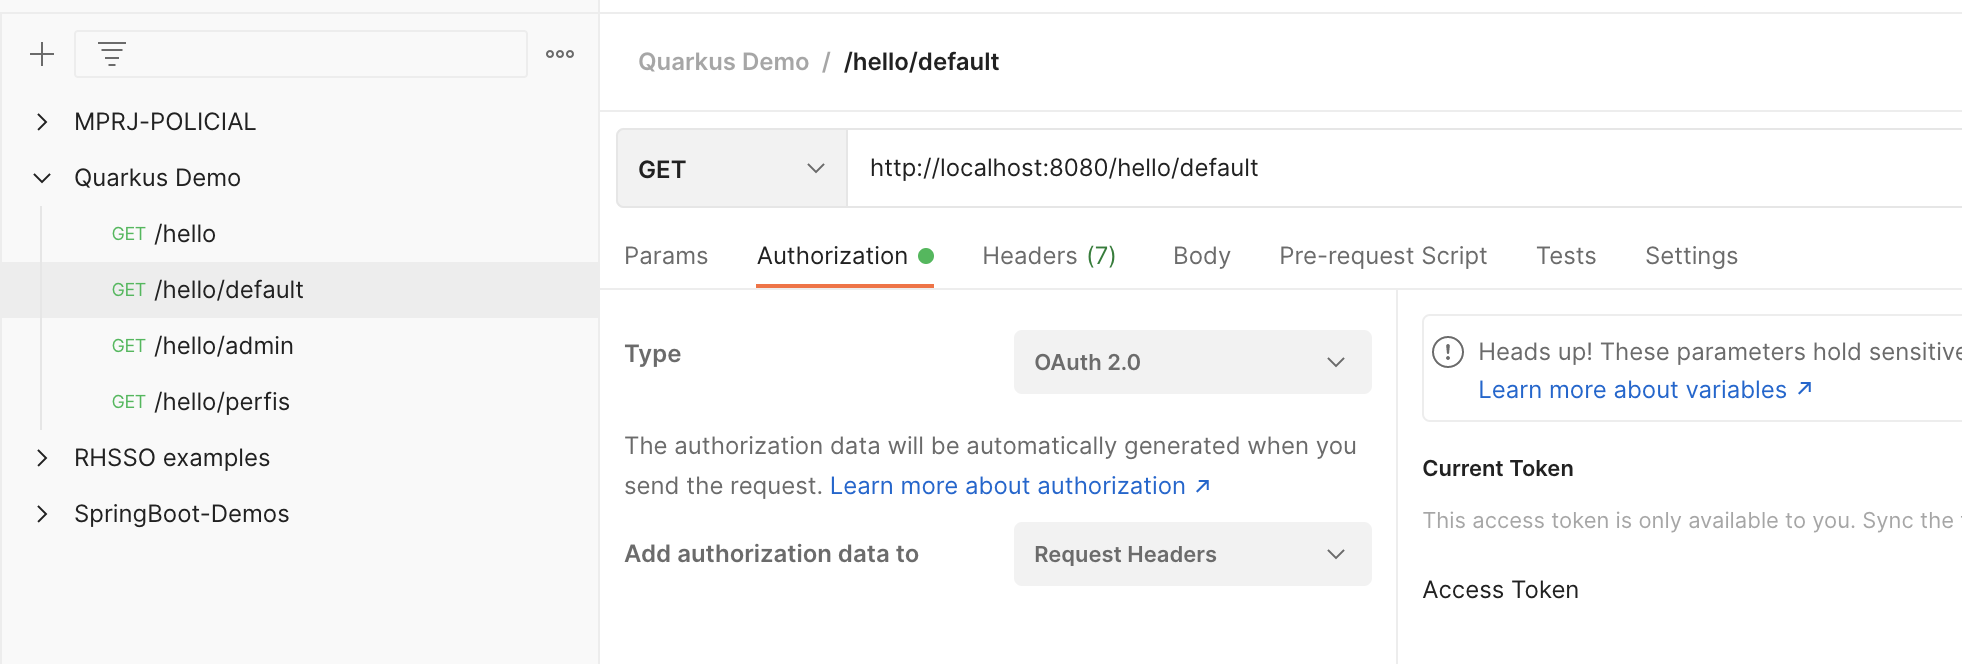 MPRJ-POLICIAL
Quarkus Demo
GET /hello
GET /hello/default
GET /hello/admin
GET /hello/perfis
RHSSO examples
SpringBoot-Demos
Quarkus Demo / /hello/default
GET http://localhost:8080/hello/default
Params Authorization Headers (7) Body Pre-request Script Tests Settings
Type OAuth 2.0
The authorization data will be automatically generated when you
send the request. Learn more about authorization ↗
Add authorization data to Request Headers
Heads up! These parameters hold sensitive
Learn more about variables ↗
Current Token
This access token is only available to you. Sync the
Access Token